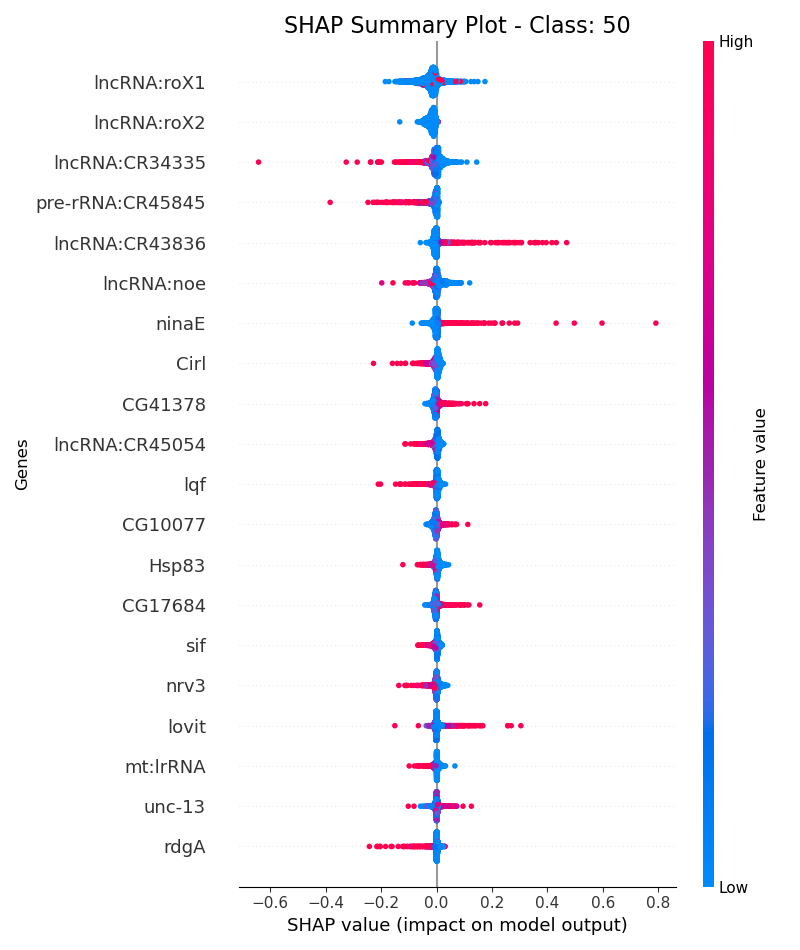 SHAP Summary Plot - Class: 50
High
lncRNA:roX1
lncRNA:roX2
lncRNA:CR34335
pre-rRNA:CR45845
lncRNA:CR43836
lncRNA:noe
ninaE
Cirl
CG41378
lncRNA:CR45054
lqf
CG10077
Hsp83
CG17684
sif
nrv3
lovit
mt:lrRNA
unc-13
rdgA
Genes
Feature value
Low
−0.6 −0.4 −0.2 0.0 0.2 0.4 0.6 0.8
SHAP value (impact on model output)